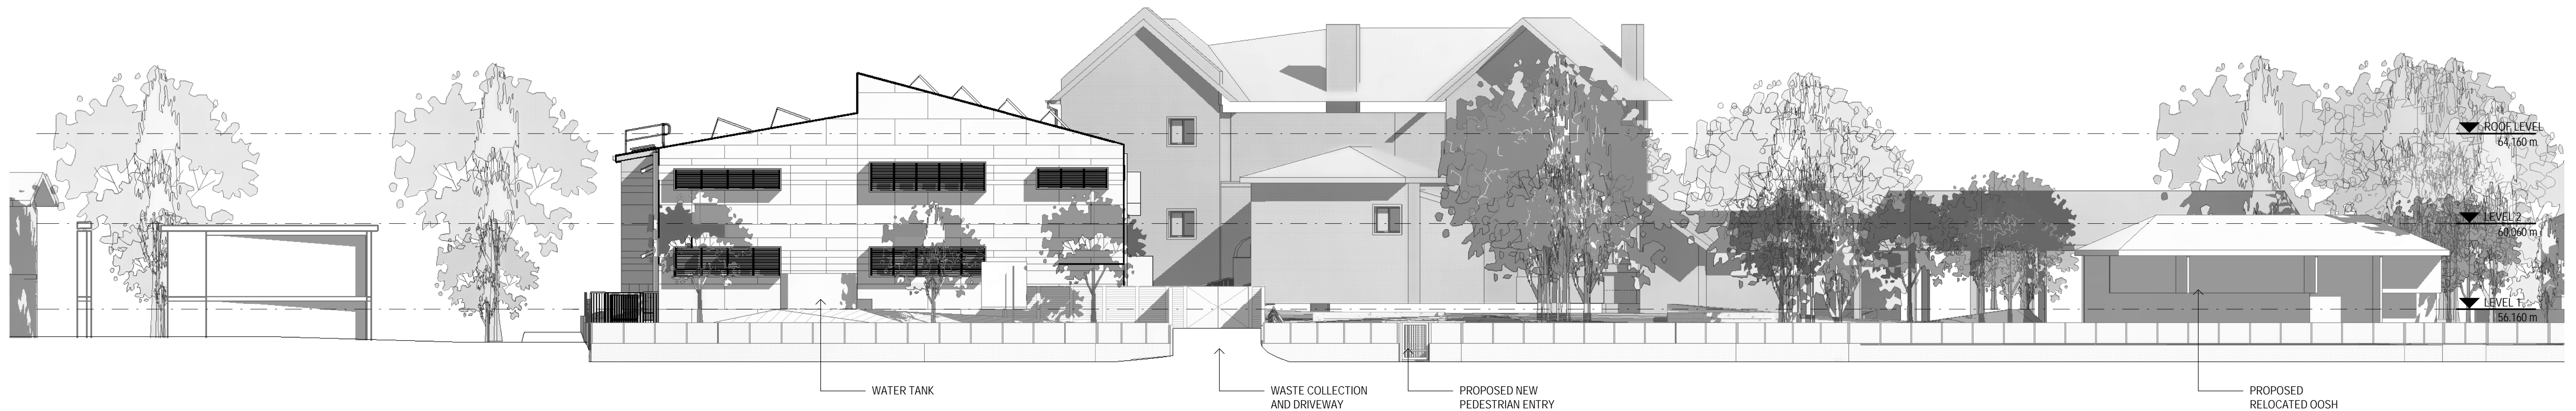 ROOF LEVEL
64.160 m
LEVEL 2
60.060 m
LEVEL 1
56.160 m
WATER TANK
WASTE COLLECTION
AND DRIVEWAY
PROPOSED NEW
PEDESTRIAN ENTRY
PROPOSED
RELOCATED OOSH